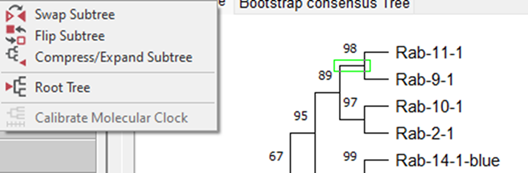 Swap Subtree
Flip Subtree
Compress/Expand Subtree
Root Tree
Calibrate Molecular Clock
Bootstrap consensus Tree
98
Rab-11-1
89
Rab-9-1
97
Rab-10-1
95
Rab-2-1
67
99
Rab-14-1-blue